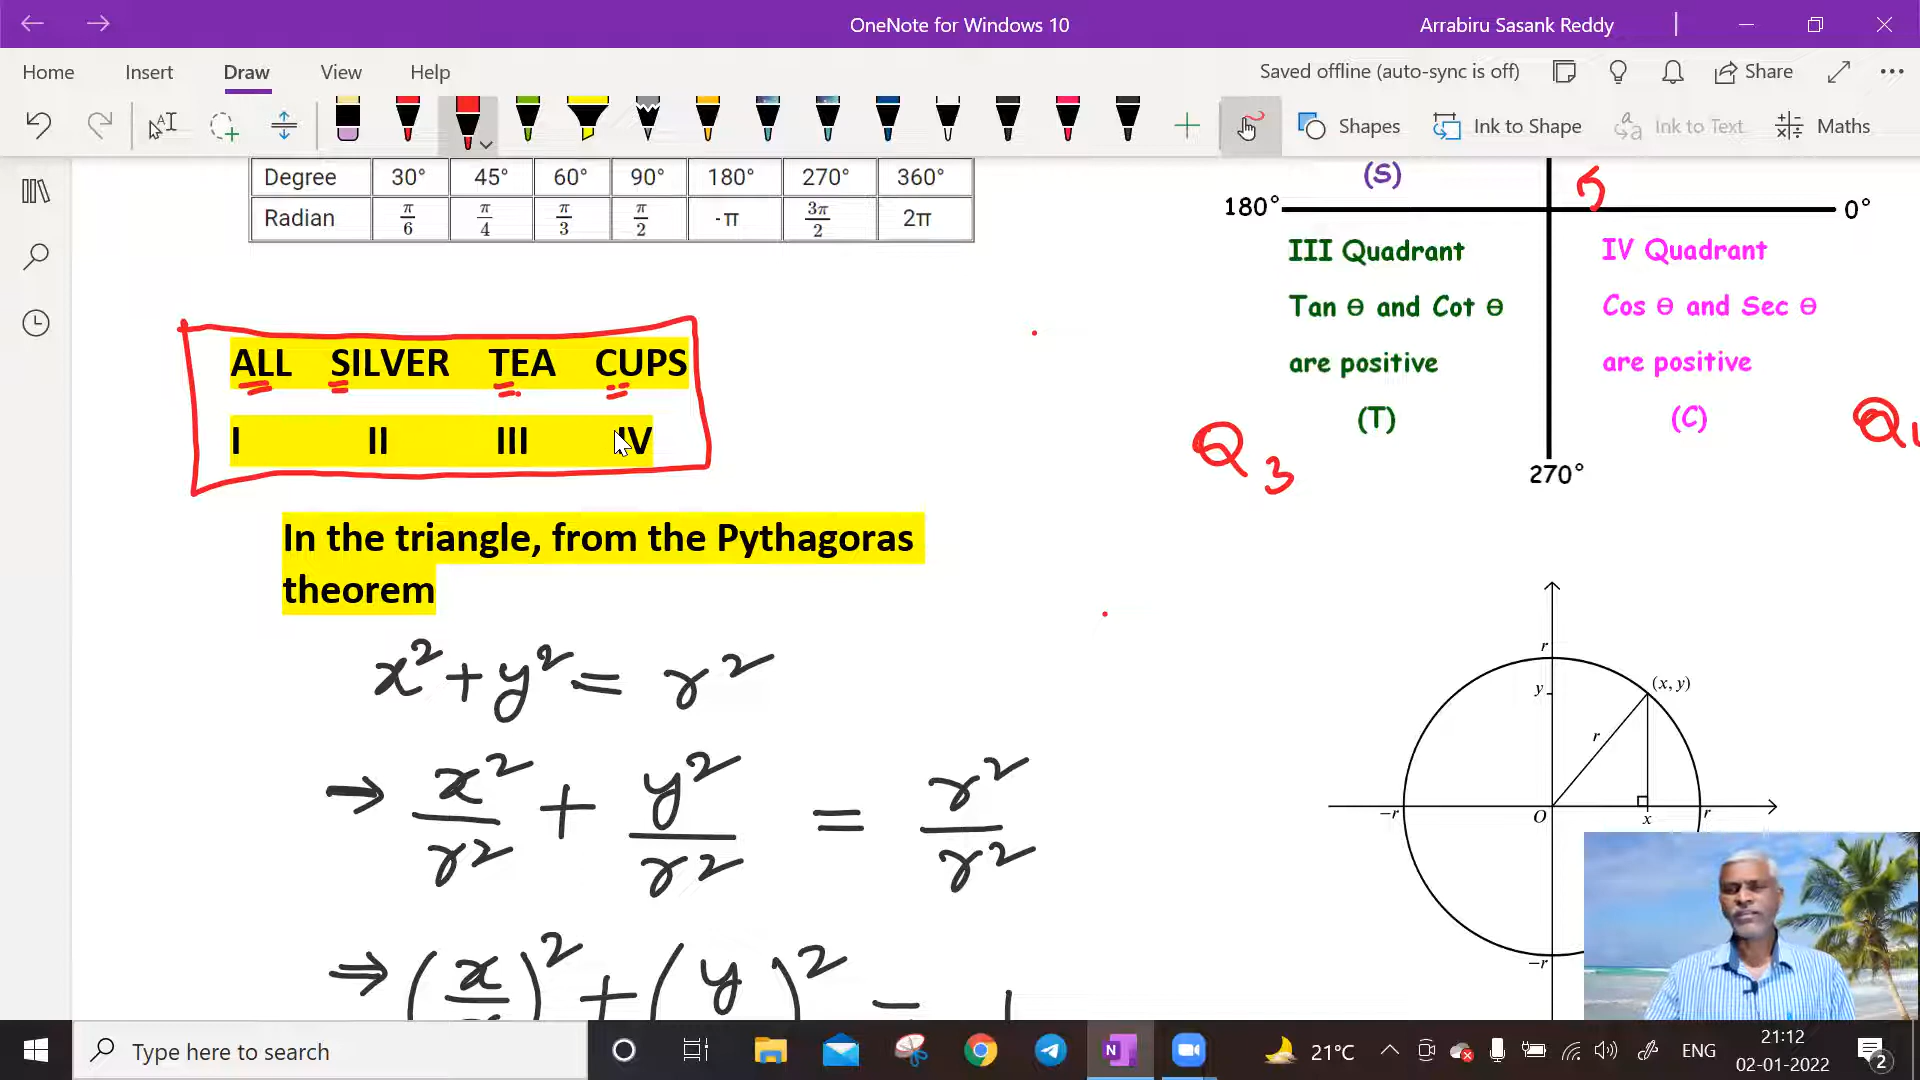 OneNote for Windows 10
Arrabiru Sasank Reddy
Home Insert Draw View Help
Saved offline (auto-sync is off)
Share
Shapes
Ink to Shape
Ink to Text
Maths
Degree 30° 45° 60° 90° 180° 270° 360°
Radian π/6 π/4 π/3 π/2 -π 3π/2 2π
(S)
180° 0°
III Quadrant
Tan θ and Cot θ
are positive
(T)
IV Quadrant
Cos θ and Sec θ
are positive
(C)
270°
Q3
ALL SILVER TEA CUPS
I II III IV
In the triangle, from the Pythagoras
theorem
x² + y² = r²
→ x²/r² + y²/r² = r²/r²
r
y
(x, y)
r
-r O x r
-r
Type here to search
N
21°C
ENG
21:12
02-01-2022
2